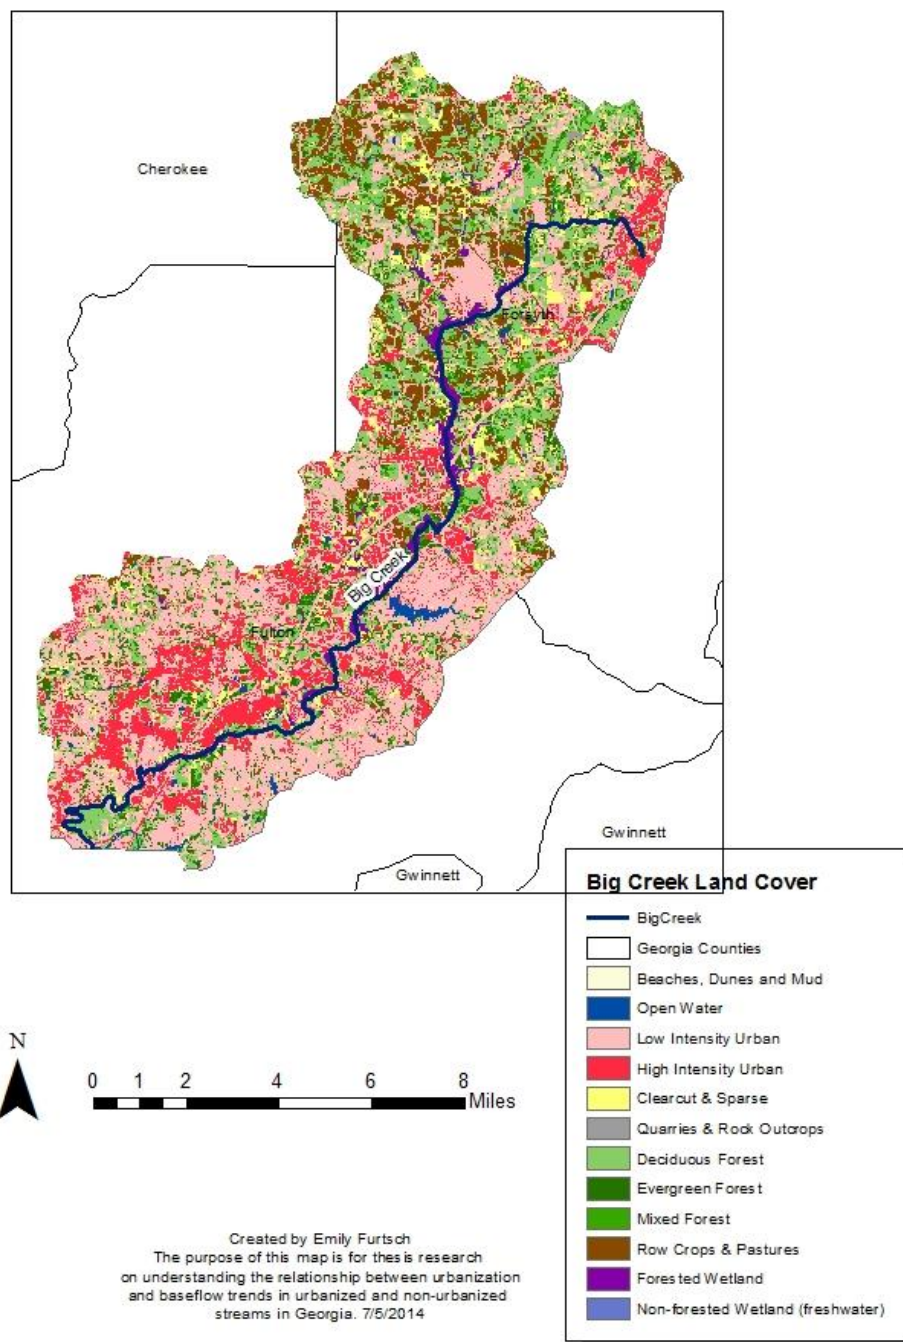 Cherokee
Forsyth
Big Creek
Fulton
Gwinnett
Gwinnett
Big Creek Land Cover
BigCreek
Georgia Counties
Beaches, Dunes and Mud
Open Water
Low Intensity Urban
High Intensity Urban
Clearcut & Sparse
Quarries & Rock Outcrops
Deciduous Forest
Evergreen Forest
Mixed Forest
Row Crops & Pastures
Forested Wetland
Non-forested Wetland (freshwater)
N
0 1 2 4 6 8
Miles
Created by Emily Furtsch
The purpose of this map is for thesis research
on understanding the relationship between urbanization
and baseflow trends in urbanized and non-urbanized
streams in Georgia. 7/5/2014